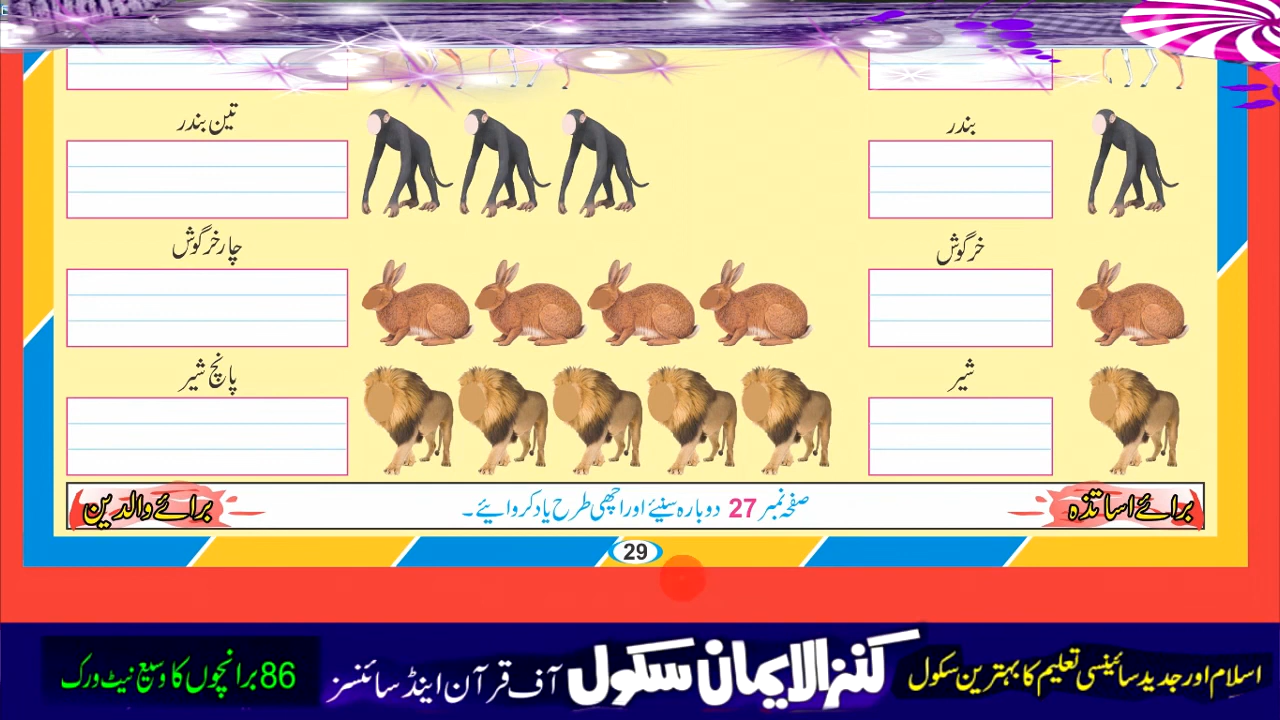 بندر
تین بندر
خرگوش
چار خرگوش
شیر
پانچ شیر
برائے اساتذہ
صفحہ نمبر 27 دوبارہ سنیئے اور اچھی طرح یاد کروائیے۔
برائے والدین
29
اسلام اور جدید سائینسی تعلیم کا بہترین سکول
کنزالایمان سکول آف قرآن اینڈ سائنسز
86 برانچوں کا وسیع نیٹ ورک